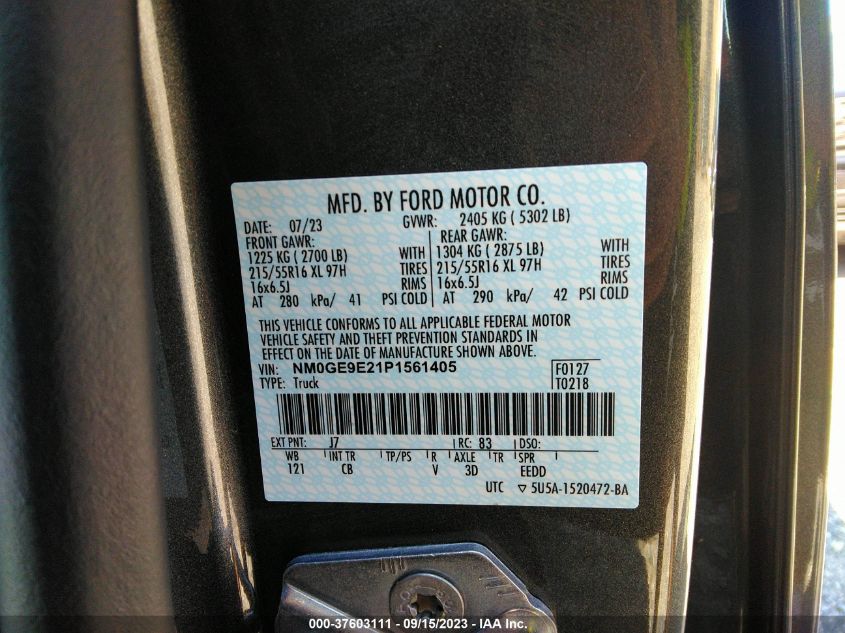 MFD. BY FORD MOTOR CO.
DATE: 07/23 GVWR: 2405 KG ( 5302 LB)
FRONT GAWR: REAR GAWR:
1225 KG ( 2700 LB) WITH 1304 KG ( 2875 LB) WITH
215/55R16 XL 97H TIRES 215/55R16 XL 97H TIRES
16x6.5J RIMS 16x6.5J RIMS
AT 280 kPa/ 41 PSI COLD AT 290 kPa/ 42 PSI COLD
THIS VEHICLE CONFORMS TO ALL APPLICABLE FEDERAL MOTOR
VEHICLE SAFETY AND THEFT PREVENTION STANDARDS IN
EFFECT ON THE DATE OF MANUFACTURE SHOWN ABOVE.
VIN: NM0GE9E21P1561405 F0127
TYPE: Truck T0218
EXT PNT: J7 RC: 83 DSO:
WB INT TR TP/PS R AXLE TR SPR
121 CB V 3D EEDD
UTC ▽ 5U5A-1520472-BA
000-37603111 - 09/15/2023 - IAA Inc.